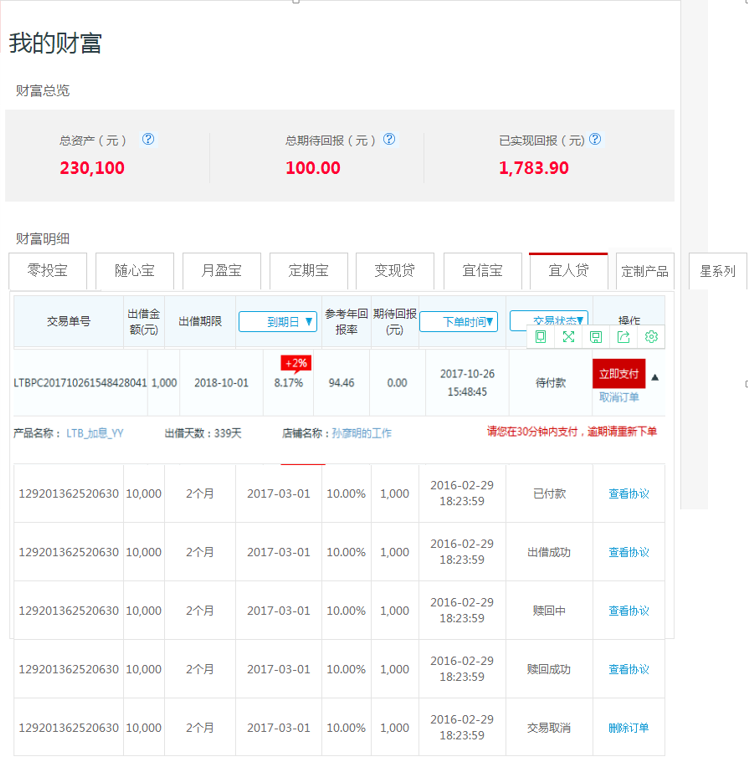 我的财富
财富总览
总资产（元） ?
总期待回报（元） ?
已实现回报（元） ?
230,100
100.00
1,783.90
财富明细
零投宝 随心宝 月盈宝 定期宝 变现贷 宜信宝 宜人贷 定制产品 星系列
交易单号 出借金额(元) 出借期限 到期日▼ 参考年回报率 期待回报(元) 下单时间▼ 交易状态▼ 操作
+2%
LTBPC201710261548428041 1,000 2018-10-01 8.17% 94.46 0.00 2017-10-26 15:48:45 待付款 立即支付 ▲
取消订单
产品名称： LTB_加息_YY 出借天数：339天 店铺名称：孙彦明的工作 请您在30分钟内支付，逾期请重新下单
129201362520630 10,000 2个月 2017-03-01 10.00% 1,000 2016-02-29 18:23:59 已付款 查看协议
129201362520630 10,000 2个月 2017-03-01 10.00% 1,000 2016-02-29 18:23:59 出借成功 查看协议
129201362520630 10,000 2个月 2017-03-01 10.00% 1,000 2016-02-29 18:23:59 赎回中 查看协议
129201362520630 10,000 2个月 2017-03-01 10.00% 1,000 2016-02-29 18:23:59 赎回成功 查看协议
129201362520630 10,000 2个月 2017-03-01 10.00% 1,000 2016-02-29 18:23:59 交易取消 删除订单